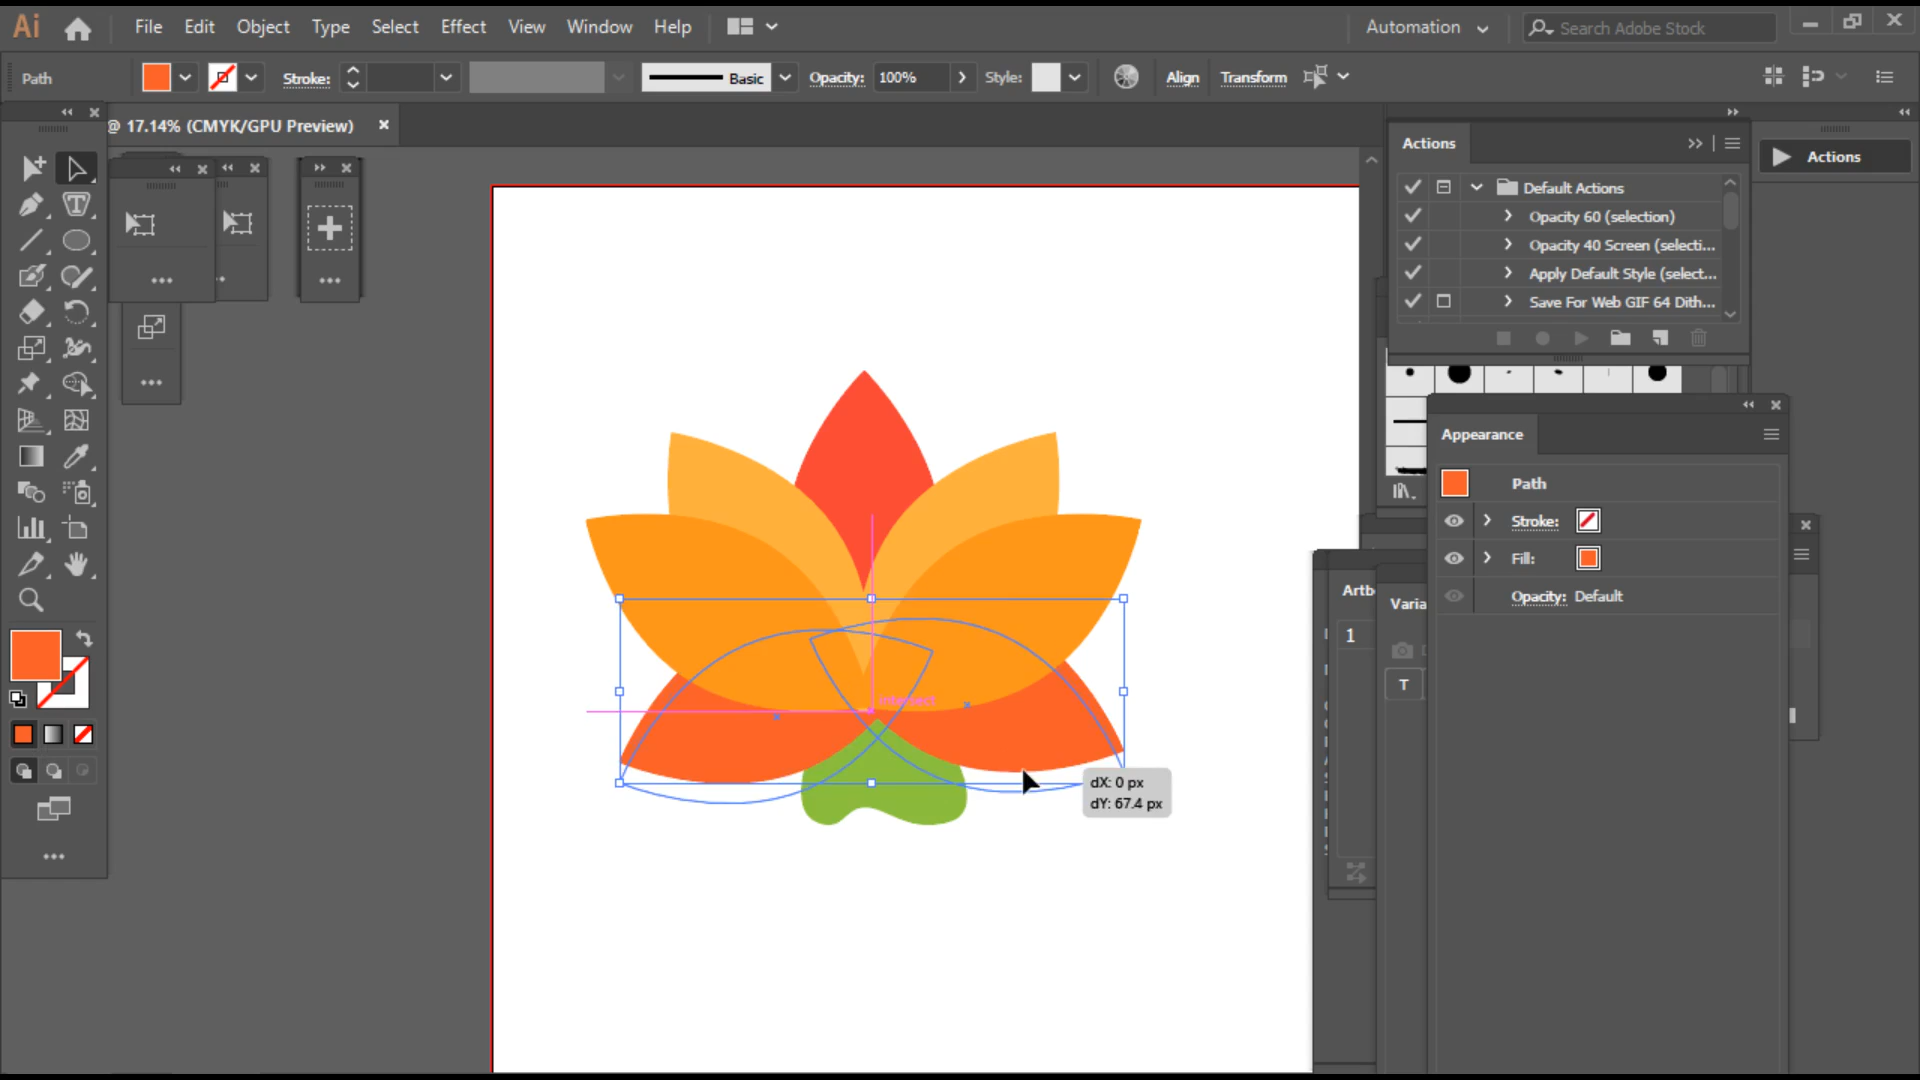 Ai File Edit Object Type Select Effect View Window Help Automation Search Adobe Stock
Path Stroke: Basic Opacity: 100% Style: Align Transform
@ 17.14% (CMYK/GPU Preview)
Actions
Actions
Default Actions
Opacity 60 (selection)
Opacity 40 Screen (selecti...
Apply Default Style (select...
Save For Web GIF 64 Dith...
Appearance
Path
Stroke:
Fill:
Opacity: Default
Artb
Varia
1
T
intersect
dX: 0 px
dY: 67.4 px